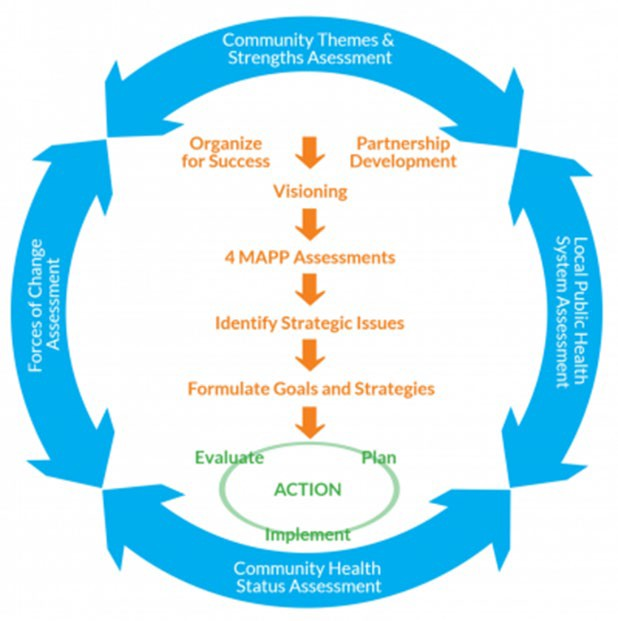 Community Themes &
Strengths Asessment
Organize
for Success
Partnership
Development
Visioning
4 MAPP Assessments
Identify Strategic Issues
Formulate Goals and Strategies
Evaluate
Plan
ACTION
Implement
Forces of Change
Assessment
Local Public Health
System Assessment
Community Health
Status Assessment